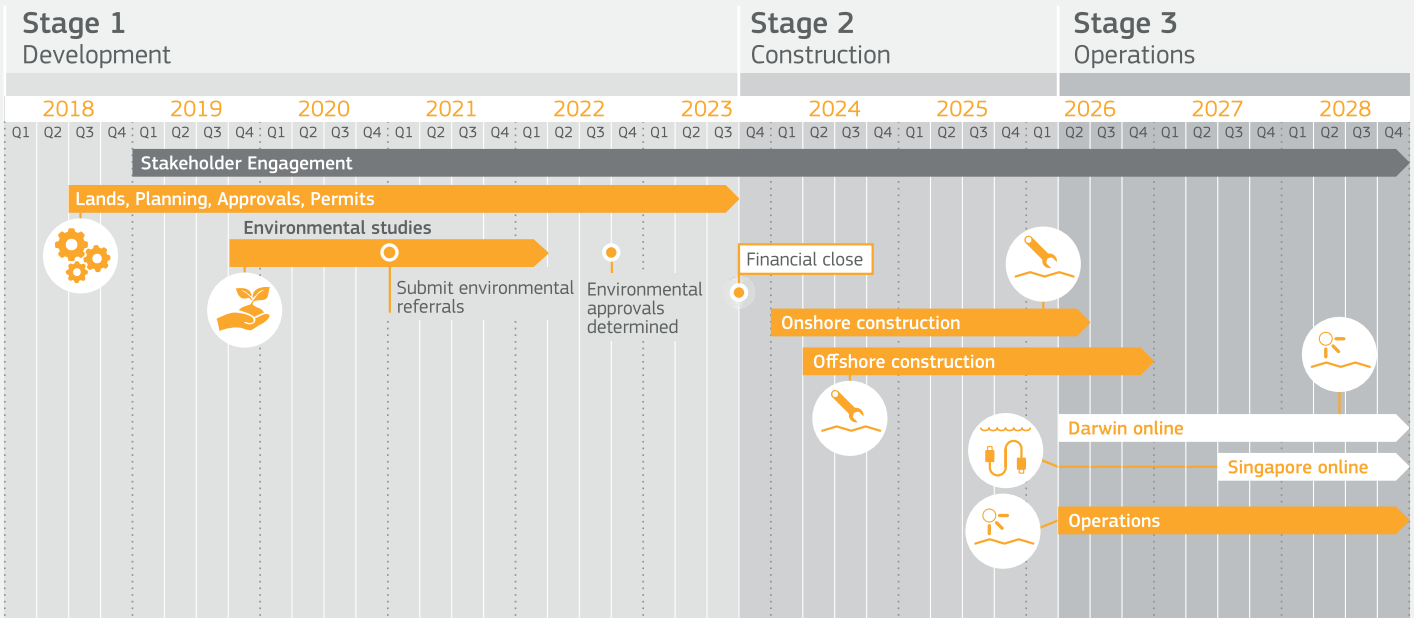 Stage 1
Development
Stage 2
Construction
Stage 3
Operations
2018 2019 2020 2021 2022 2023 2024 2025 2026 2027 2028
Q1 Q2 Q3 Q4 Q1 Q2 Q3 Q4 Q1 Q2 Q3 Q4 Q1 Q2 Q3 Q4 Q1 Q2 Q3 Q4 Q1 Q2 Q3 Q4 Q1 Q2 Q3 Q4 Q1 Q2 Q3 Q4 Q1 Q2 Q3 Q4 Q1 Q2 Q3 Q4 Q1 Q2 Q3 Q4
Stakeholder Engagement
Lands, Planning, Approvals, Permits
Environmental studies
Submit environmental
referrals
Environmental
approvals
determined
Financial close
Onshore construction
Offshore construction
Darwin online
Singapore online
Operations